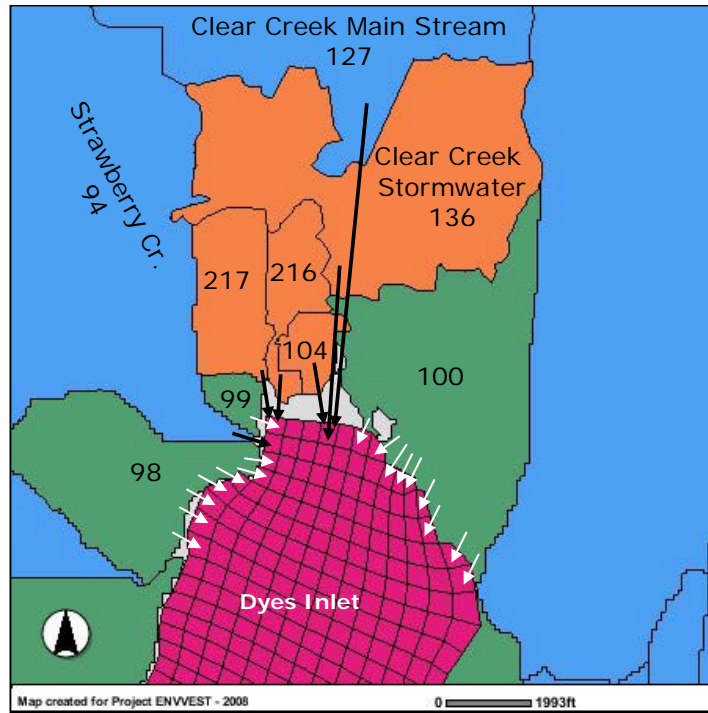 Clear Creek Main Stream
127
Strawberry Cr.
94
Clear Creek
Stormwater
136
217
216
104
100
99
98
Dyes Inlet
Map created for Project ENVVEST - 2008
0 1993ft